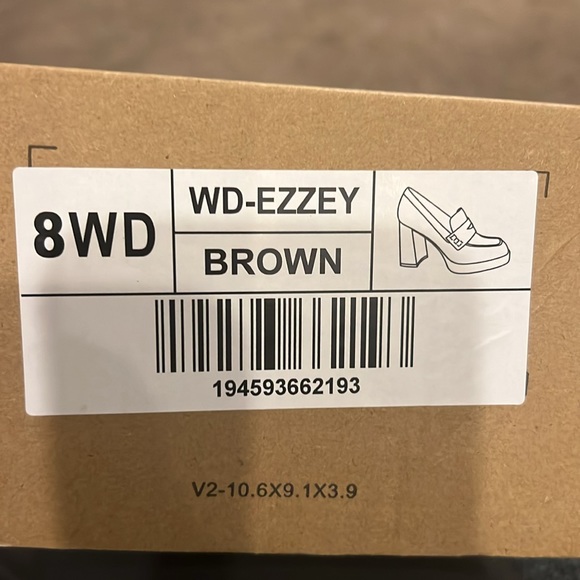 8WD
WD-EZZEY
BROWN
194593662193
V2-10.6X9.1X3.9